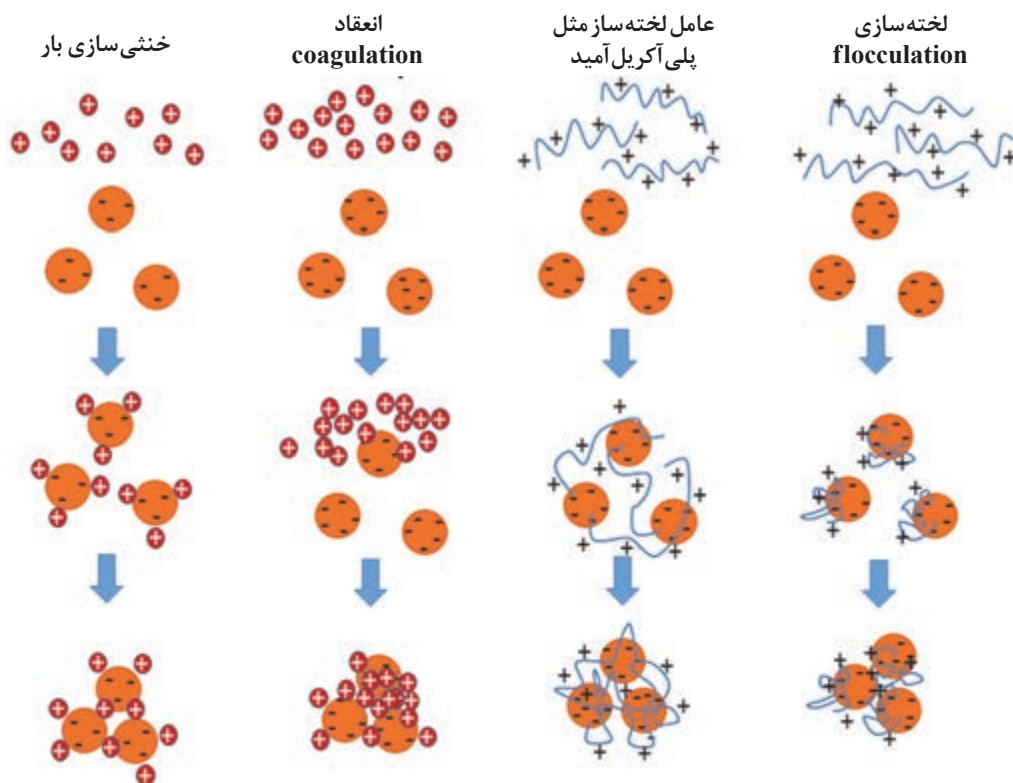 لخته‌سازی
flocculation
عامل لخته‌ساز مثل
پلی‌آکریل‌آمید
انعقاد
coagulation
خنثی‌سازی بار